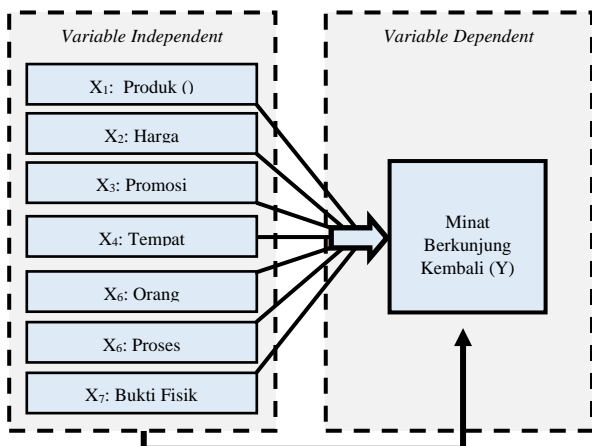 Variable Independent
Variable Dependent
X₁: Produk ()
X₂: Harga
X₃: Promosi
X₄: Tempat
X₆: Orang
X₆: Proses
X₇: Bukti Fisik
Minat
Berkunjung
Kembali (Y)